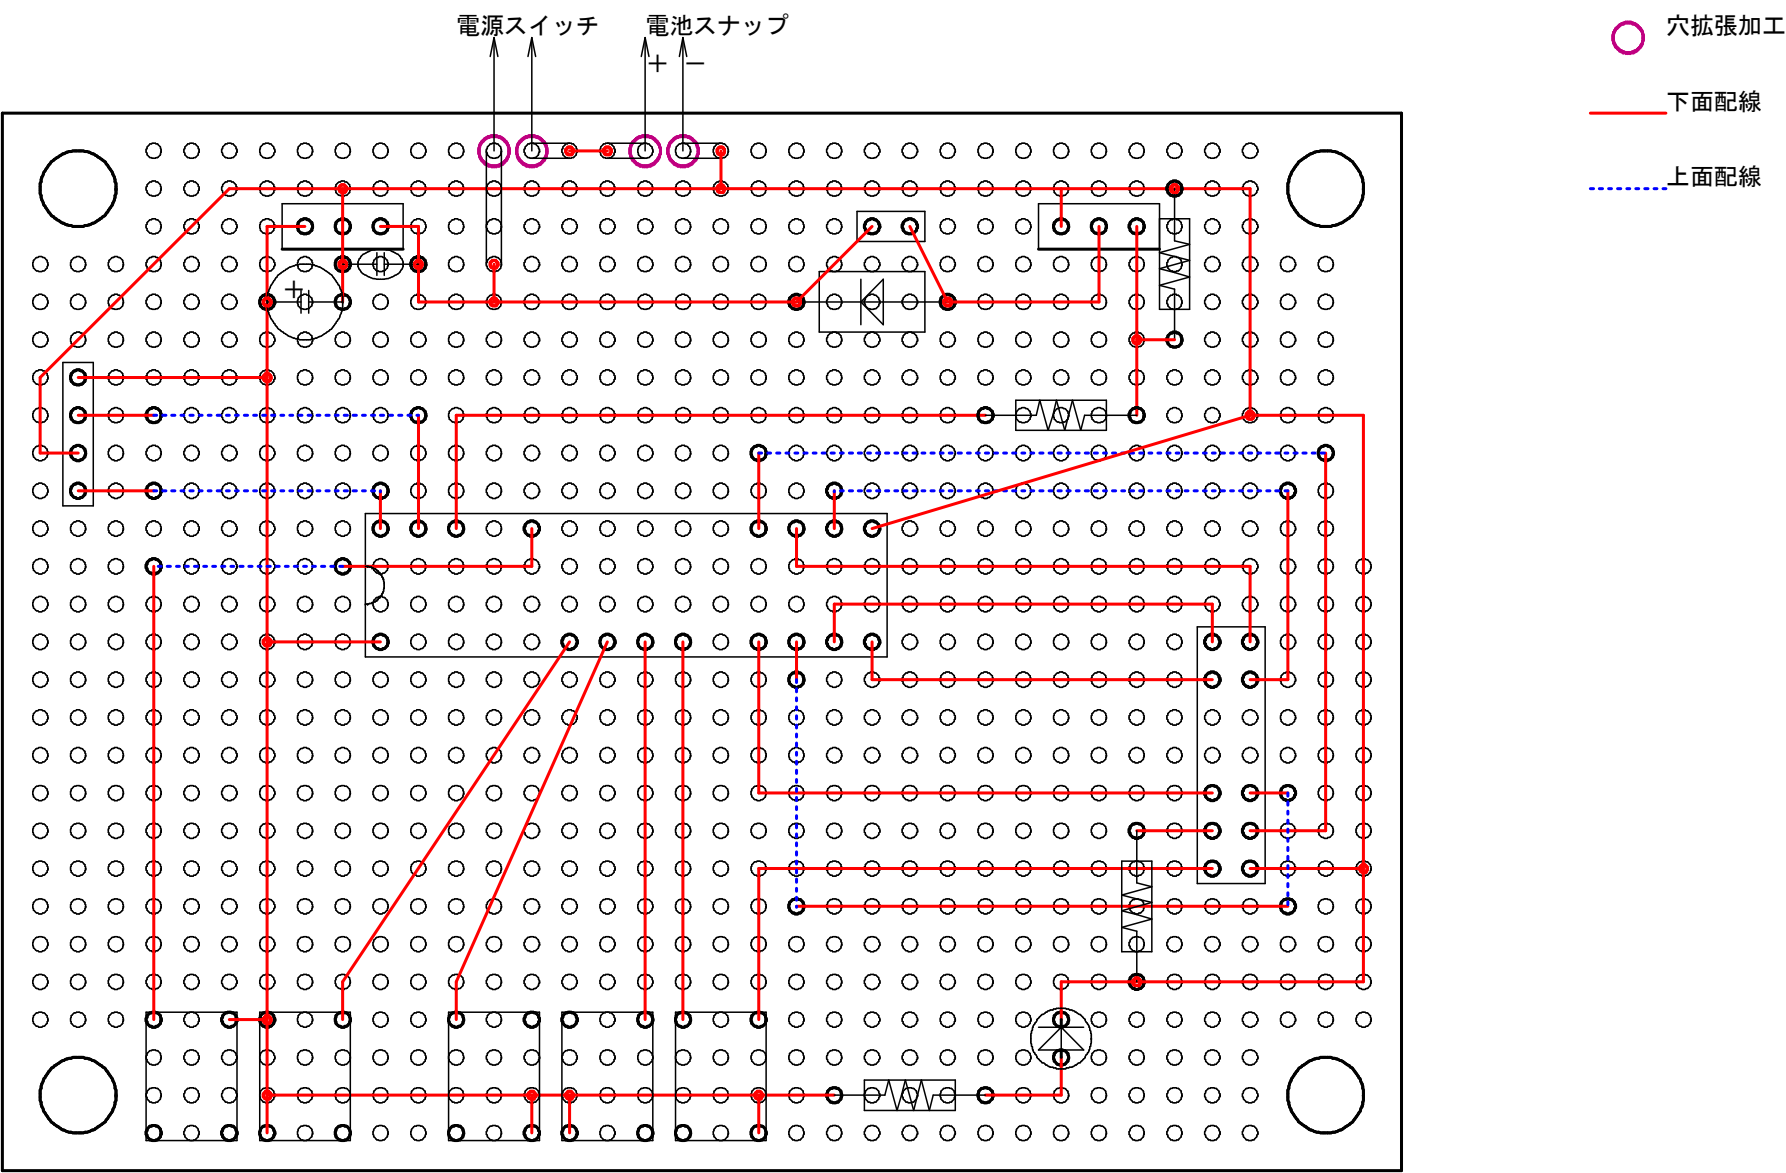 電源スイッチ 電池スナップ
+ −
+
穴拡張加工
下面配線
上面配線